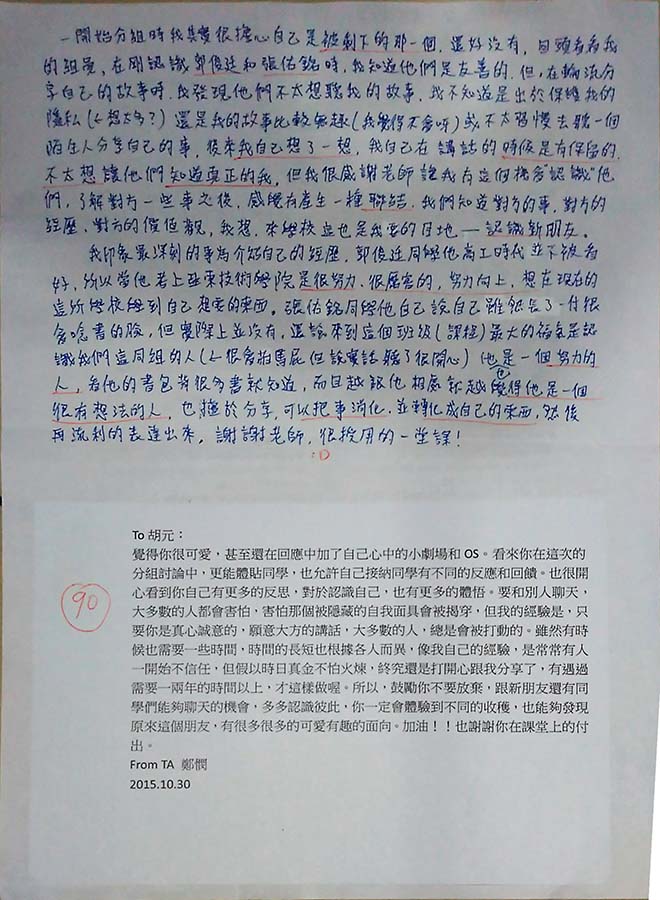 一開始分組時我其實很擔心自己是被剩下的那一個，還好沒有，回頭看看我
的組員，在剛認識郭俊廷和張佑銘時，我知道他們是友善的，但，在輪流分
享自己的故事時，我發現他們不太想聽我的故事，我不知道是出於保護我的
隱私(←想太多？) 還是我的故事比較無趣(我覺得不會呀) 或不太習慣去聽一個
陌生人分享自己的事，後來我自己想了一想，我自己在講話的時候是有保留的，
不太想讓他們知道真正的我，但我很感謝老師讓我有這個機會"認識"他
們，了解對方一些事之後，感覺有產生一種聯結，我們知道對方的事，對方的
經歷、對方的價值觀，我想，來學校這也是我要的目地——認識新朋友。
我印象最深刻的事為介紹自己的經歷，郭俊廷同學他高工時代並不被看
好，所以當他考上亞東技術學院是很努力、很厲害的，努力向上，想在現在的
這所學校學到自己想要的東西。張佑銘同學他自己說自己雖然長了一付很
會唸書的臉，但實際上並沒有，還說來到這個班級(課程)最大的福氣是認
識我們這同組的人(←很會拍馬屁但說實話聽了很開心) 他也是一個努力的
人，看他的書包背很多書就知道，而且越跟他相處就越覺得他是一個
很有想法的人，也擅於分享，可以把事消化，並轉化成自己的東西，然後
再流利的表達出來。謝謝老師，很受用的一堂課！
:D
To 胡元：
覺得你很可愛，甚至還在回應中加了自己心中的小劇場和 OS。看來你在這次的
分組討論中，更能體貼同學，也允許自己接納同學有不同的反應和回饋。也很開
心看到你自己有更多的反思，對於認識自己，也有更多的體悟。要和別人聊天，
大多數的人都會害怕，害怕那個被隱藏的自我面具會被揭穿，但我的經驗是，只
要你是真心誠意的，願意大方的講話，大多數的人，總是會被打動的。雖然有時
候也需要一些時間，時間的長短也根據各人而異，像我自己的經驗，是常常有人
一開始不信任，但假以時日真金不怕火煉，終究還是打開心跟我分享了，有遇過
需要一兩年的時間以上，才這樣做喔。所以，鼓勵你不要放棄，跟新朋友還有同
學們能夠聊天的機會，多多認識彼此，你一定會體驗到不同的收穫，也能夠發現
原來這個朋友，有很多很多的可愛有趣的面向。加油！！也謝謝你在課堂上的付
出。
From TA 鄭憫
2015.10.30
90